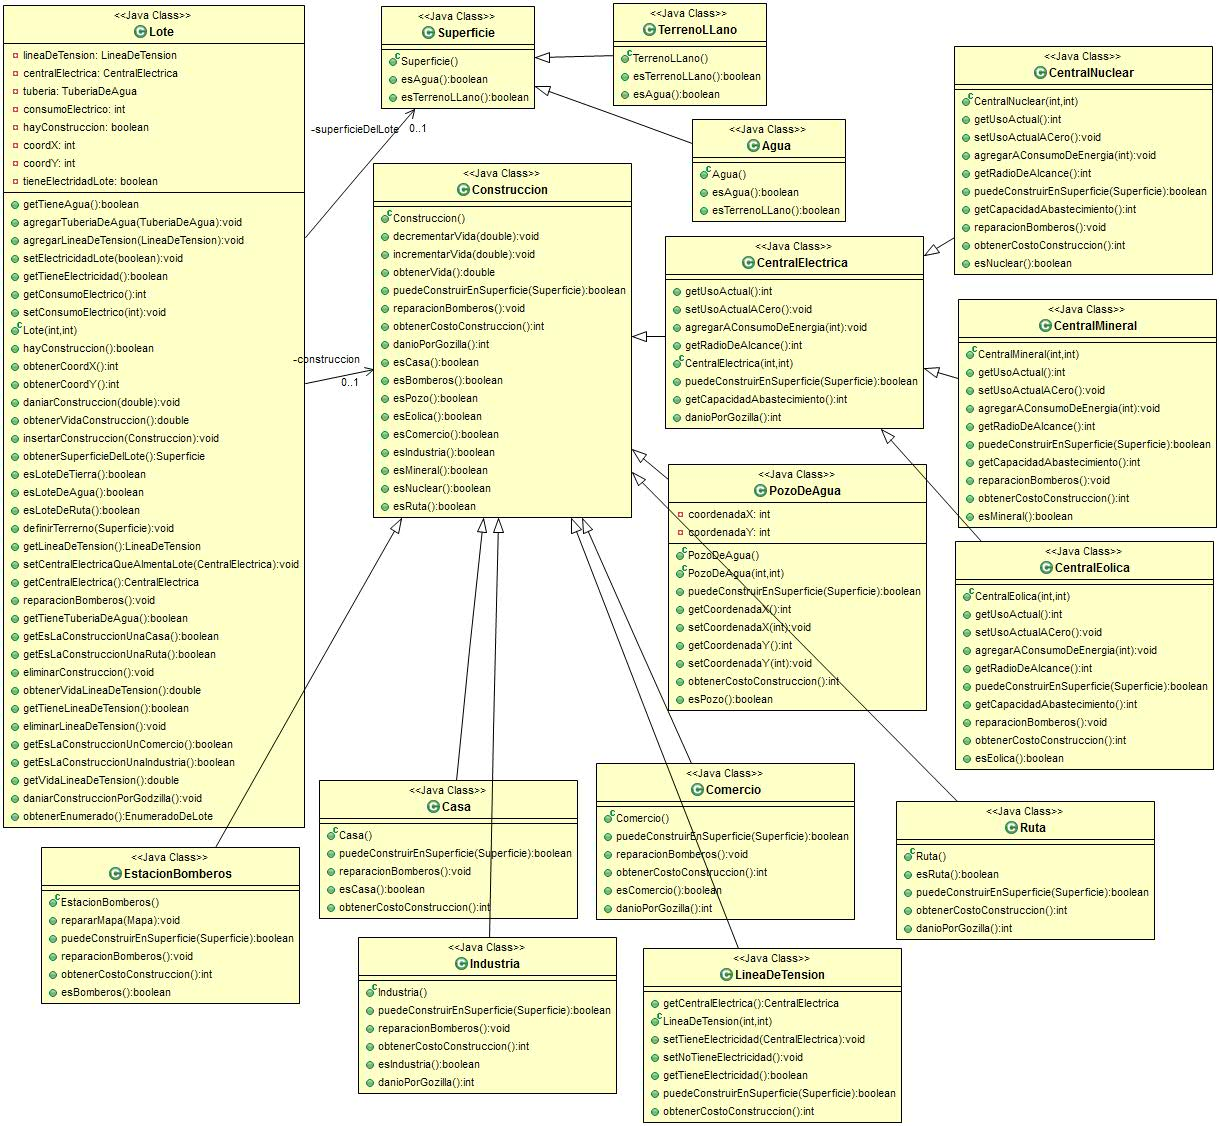 <<Java Class>>
Lote
lineaDeTension: LineaDeTension
centralElectrica: CentralElectrica
tuberia: TuberiaDeAgua
consumoElectrico: int
hayConstruccion: boolean
coordX: int
coordY: int
tieneElectridadLote: boolean
getTieneAgua():boolean
agregarTuberiaDeAgua(TuberiaDeAgua):void
agregarLineaDeTension(LineaDeTension):void
setElectricidadLote(boolean):void
getTieneElectricidad():boolean
getConsumoElectrico():int
setConsumoElectrico(int):void
Lote(int,int)
hayConstruccion():boolean
obtenerCoordX():int
obtenerCoordY():int
daniarConstruccion(double):void
obtenerVidaConstruccion():double
insertarConstruccion(Construccion):void
obtenerSuperficieDelLote():Superficie
esLoteDeTierra():boolean
esLoteDeAgua():boolean
esLoteDeRuta():boolean
definirTerrerno(Superficie):void
getLineaDeTension():LineaDeTension
setCentralElectricaQueAlmentaLote(CentralElectrica):void
getCentralElectrica():CentralElectrica
reparacionBomberos():void
getTieneTuberiaDeAgua():boolean
getEsLaConstruccionUnaCasa():boolean
getEsLaConstruccionUnaRuta():boolean
eliminarConstruccion():void
obtenerVidaLineaDeTension():double
getTieneLineaDeTension():boolean
eliminarLineaDeTension():void
getEsLaConstruccionUnComercio():boolean
getEsLaConstruccionUnaIndustria():boolean
getVidaLineaDeTension():double
daniarConstruccionPorGodzilla():void
obtenerEnumerado():EnumeradoDeLote
-superficieDelLote
0..1
-construccion
0..1
<<Java Class>>
Superficie
Superficie()
esAgua():boolean
esTerrenoLLano():boolean
<<Java Class>>
TerrenoLLano
TerrenoLLano()
esTerrenoLLano():boolean
esAgua():boolean
<<Java Class>>
Agua
Agua()
esAgua():boolean
esTerrenoLLano():boolean
<<Java Class>>
Construccion
Construccion()
decrementarVida(double):void
incrementarVida(double):void
obtenerVida():double
puedeConstruirEnSuperficie(Superficie):boolean
reparacionBomberos():void
obtenerCostoConstruccion():int
danioPorGozilla():int
esCasa():boolean
esBomberos():boolean
esPozo():boolean
esEolica():boolean
esComercio():boolean
esIndustria():boolean
esMineral():boolean
esNuclear():boolean
esRuta():boolean
<<Java Class>>
CentralElectrica
getUsoActual():int
setUsoActualACero():void
agregarAConsumoDeEnergia(int):void
getRadioDeAlcance():int
CentralElectrica(int,int)
puedeConstruirEnSuperficie(Superficie):boolean
getCapacidadAbastecimiento():int
danioPorGozilla():int
<<Java Class>>
CentralNuclear
CentralNuclear(int,int)
getUsoActual():int
setUsoActualACero():void
agregarAConsumoDeEnergia(int):void
getRadioDeAlcance():int
puedeConstruirEnSuperficie(Superficie):boolean
getCapacidadAbastecimiento():int
reparacionBomberos():void
obtenerCostoConstruccion():int
esNuclear():boolean
<<Java Class>>
CentralMineral
CentralMineral(int,int)
getUsoActual():int
setUsoActualACero():void
agregarAConsumoDeEnergia(int):void
getRadioDeAlcance():int
puedeConstruirEnSuperficie(Superficie):boolean
getCapacidadAbastecimiento():int
reparacionBomberos():void
obtenerCostoConstruccion():int
esMineral():boolean
<<Java Class>>
PozoDeAgua
coordenadaX: int
coordenadaY: int
PozoDeAgua()
PozoDeAgua(int,int)
puedeConstruirEnSuperficie(Superficie):boolean
getCoordenadaX():int
setCoordenadaX(int):void
getCoordenadaY():int
setCoordenadaY(int):void
obtenerCostoConstruccion():int
esPozo():boolean
<<Java Class>>
CentralEolica
CentralEolica(int,int)
getUsoActual():int
setUsoActualACero():void
agregarAConsumoDeEnergia(int):void
getRadioDeAlcance():int
puedeConstruirEnSuperficie(Superficie):boolean
getCapacidadAbastecimiento():int
reparacionBomberos():void
obtenerCostoConstruccion():int
esEolica():boolean
<<Java Class>>
EstacionBomberos
EstacionBomberos()
repararMapa(Mapa):void
puedeConstruirEnSuperficie(Superficie):boolean
reparacionBomberos():void
obtenerCostoConstruccion():int
esBomberos():boolean
<<Java Class>>
Casa
Casa()
puedeConstruirEnSuperficie(Superficie):boolean
reparacionBomberos():void
esCasa():boolean
obtenerCostoConstruccion():int
<<Java Class>>
Comercio
Comercio()
puedeConstruirEnSuperficie(Superficie):boolean
reparacionBomberos():void
obtenerCostoConstruccion():int
esComercio():boolean
danioPorGozilla():int
<<Java Class>>
Ruta
Ruta()
esRuta():boolean
puedeConstruirEnSuperficie(Superficie):boolean
obtenerCostoConstruccion():int
danioPorGozilla():int
<<Java Class>>
Industria
Industria()
puedeConstruirEnSuperficie(Superficie):boolean
reparacionBomberos():void
obtenerCostoConstruccion():int
esIndustria():boolean
danioPorGozilla():int
<<Java Class>>
LineaDeTension
getCentralElectrica():CentralElectrica
LineaDeTension(int,int)
setTieneElectricidad(CentralElectrica):void
setNoTieneElectricidad():void
getTieneElectricidad():boolean
puedeConstruirEnSuperficie(Superficie):boolean
obtenerCostoConstruccion():int